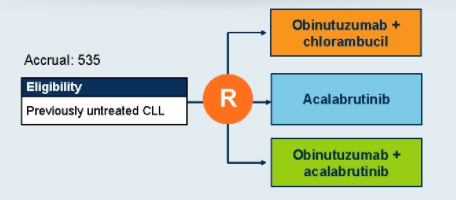 Accrual: 535
Eligibility
Previously untreated CLL
R
Obinutuzumab +
chlorambucil
Acalabrutinib
Obinutuzumab +
acalabrutinib